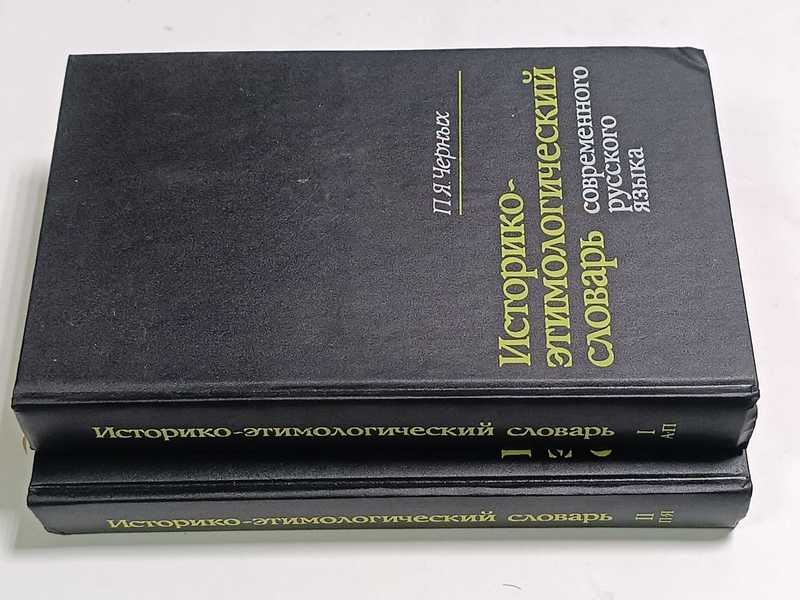 П.Я.Черных
Историко-
этимологический
словарь
современного
русского
языка
Историко-этимологический словарь I
А-П
Историко-этимологический словарь II
П-Я